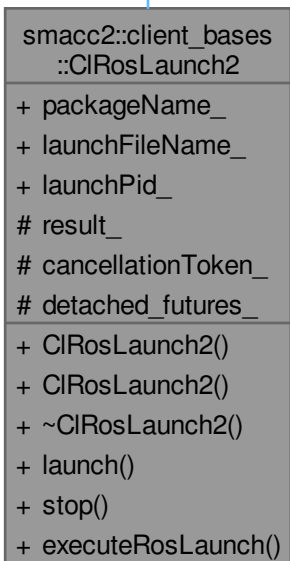 smacc2::client_bases
::ClRosLaunch2
+ packageName_
+ launchFileName_
+ launchPid_
# result_
# cancellationToken_
# detached_futures_
+ ClRosLaunch2()
+ ClRosLaunch2()
+ ~ClRosLaunch2()
+ launch()
+ stop()
+ executeRosLaunch()